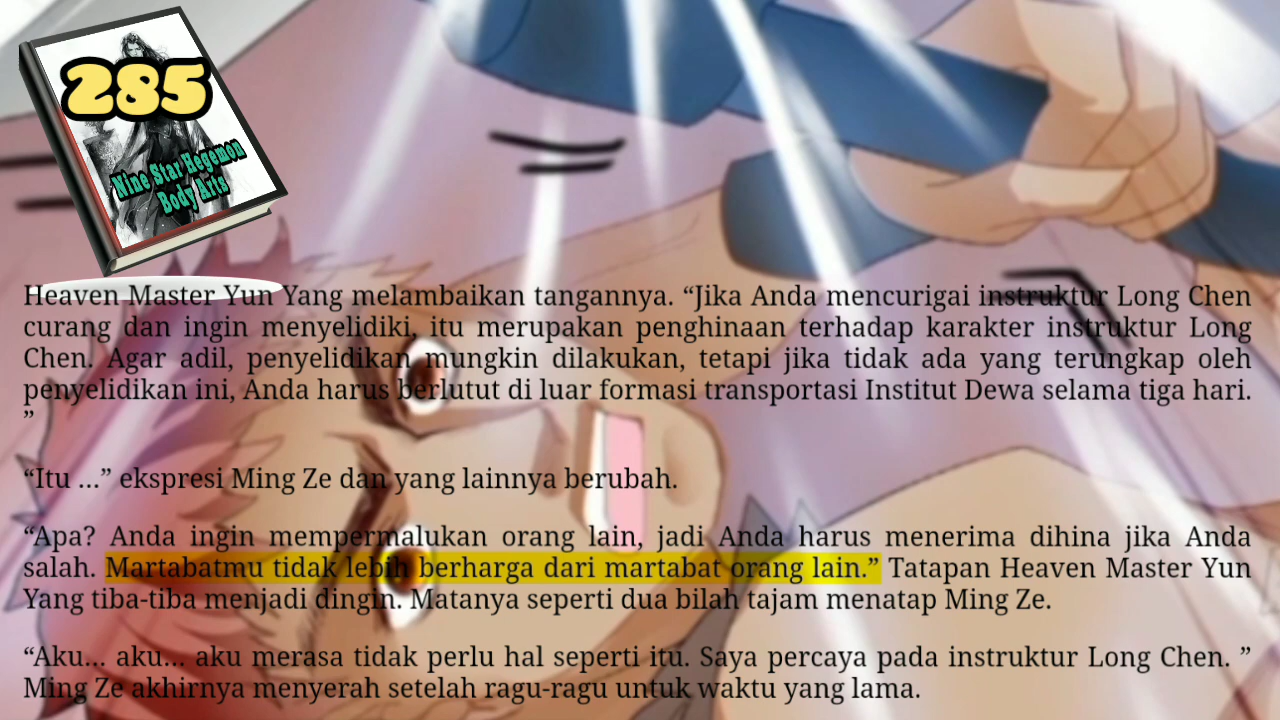 285
Nine Star Hegemon
Body Arts
Heaven Master Yun Yang melambaikan tangannya. “Jika Anda mencurigai instruktur Long Chen
curang dan ingin menyelidiki, itu merupakan penghinaan terhadap karakter instruktur Long
Chen. Agar adil, penyelidikan mungkin dilakukan, tetapi jika tidak ada yang terungkap oleh
penyelidikan ini, Anda harus berlutut di luar formasi transportasi Institut Dewa selama tiga hari.
”
“Itu …” ekspresi Ming Ze dan yang lainnya berubah.
“Apa? Anda ingin mempermalukan orang lain, jadi Anda harus menerima dihina jika Anda
salah. Martabatmu tidak lebih berharga dari martabat orang lain.” Tatapan Heaven Master Yun
Yang tiba-tiba menjadi dingin. Matanya seperti dua bilah tajam menatap Ming Ze.
“Aku… aku… aku merasa tidak perlu hal seperti itu. Saya percaya pada instruktur Long Chen. ”
Ming Ze akhirnya menyerah setelah ragu-ragu untuk waktu yang lama.